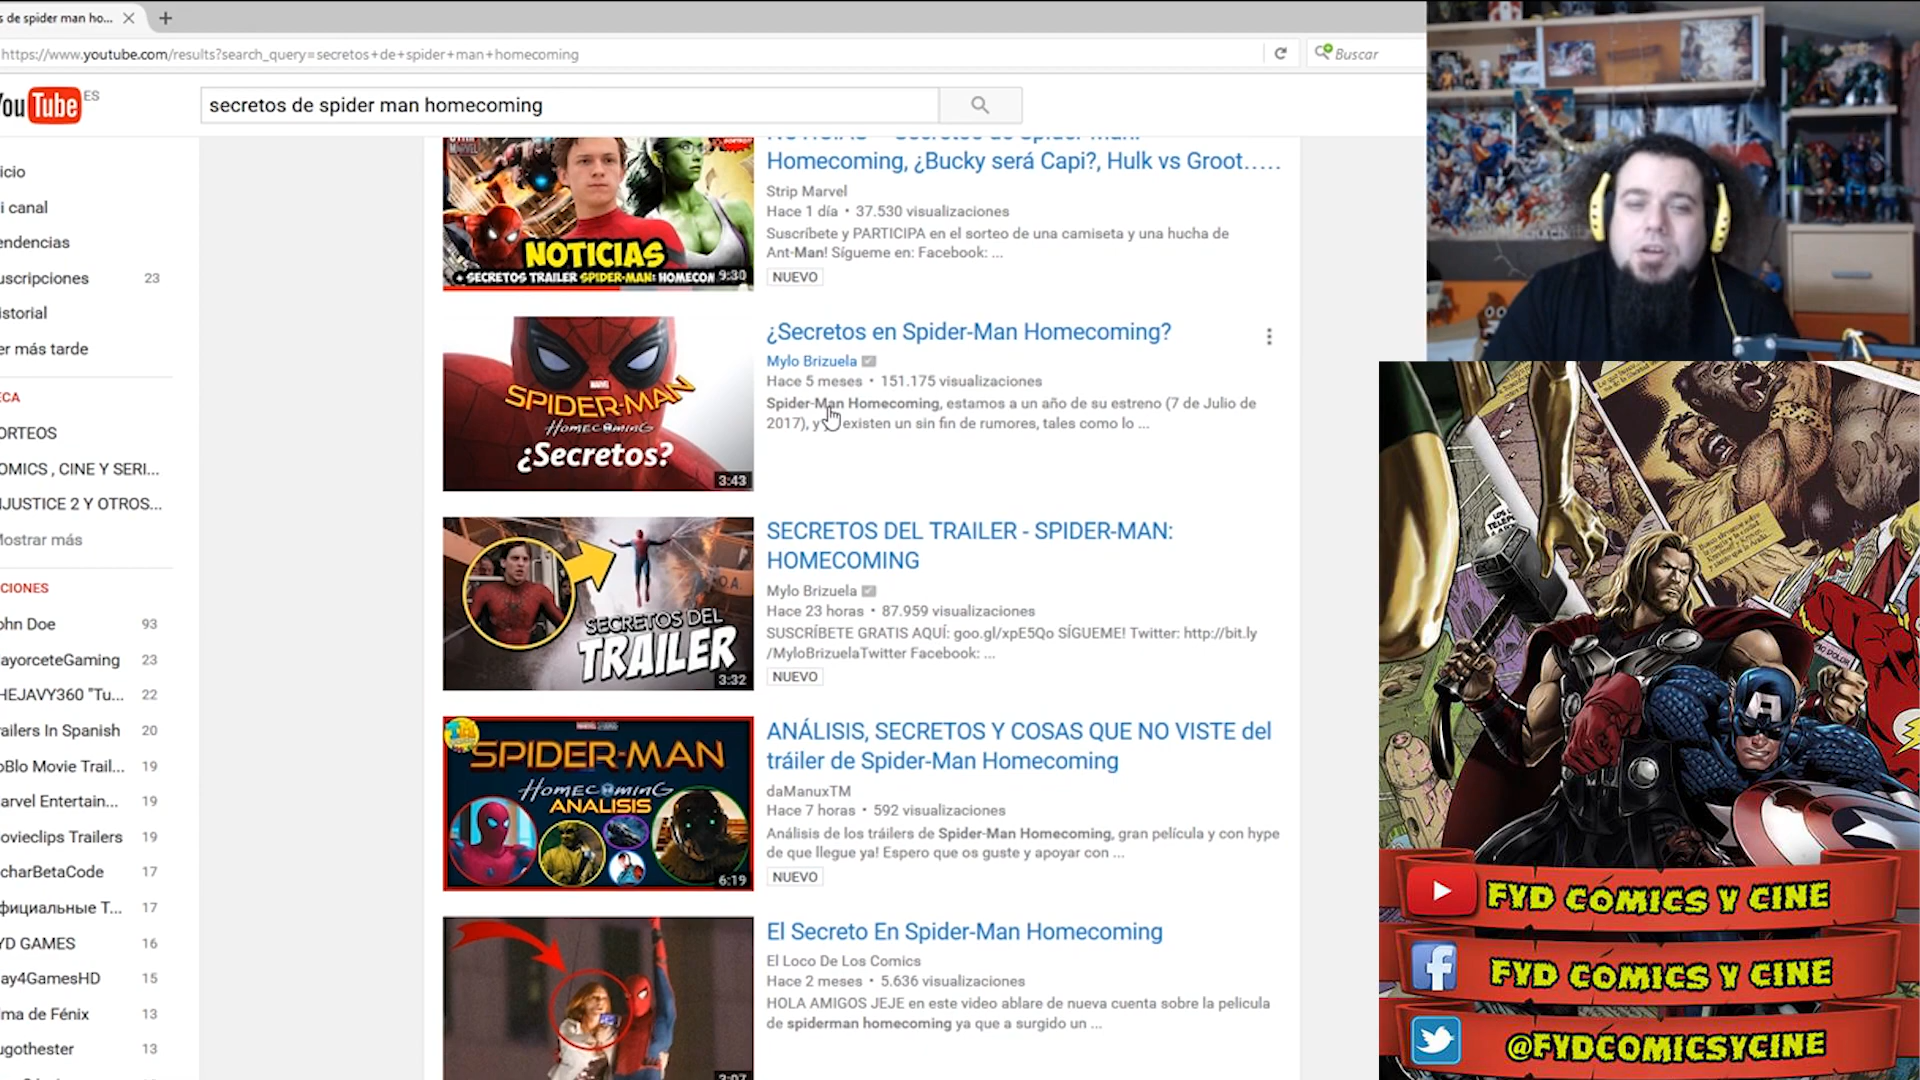 s de spider man ho...
https://www.youtube.com/results?search_query=secretos+de+spider+man+homecoming
Buscar
ou Tube ES
secretos de spider man homecoming
icio
i canal
endencias
uscripciones 23
istorial
er más tarde
ECA
ORTEOS
OMICS , CINE Y SERI...
NJUSTICE 2 Y OTROS...
Mostrar más
CIONES
ohn Doe 93
ayorceteGaming 23
HEJAVY360 "Tu... 22
ailers In Spanish 20
oBlo Movie Trail... 19
arvel Entertain... 19
ovieclips Trailers 19
charBetaCode 17
фициальные Т... 17
YD GAMES 16
lay4GamesHD 15
ma de Fénix 13
ugothester 13
NOTICIAS
+ SECRETOS TRAILER SPIDER-MAN: HOMECOM 9:30
Homecoming, ¿Bucky será Capi?, Hulk vs Groot…..
Strip Marvel
Hace 1 día • 37.530 visualizaciones
Suscríbete y PARTICIPA en el sorteo de una camiseta y una hucha de
Ant-Man! Sígueme en: Facebook: ...
NUEVO
MARVEL
SPIDER-MAN
HOMECOMING
¿Secretos?
3:43
¿Secretos en Spider-Man Homecoming?
Mylo Brizuela
Hace 5 meses • 151.175 visualizaciones
Spider-Man Homecoming, estamos a un año de su estreno (7 de Julio de
2017), y existen un sin fin de rumores, tales como lo ...
SECRETOS DEL
TRAILER
3:32
SECRETOS DEL TRAILER - SPIDER-MAN:
HOMECOMING
Mylo Brizuela
Hace 23 horas • 87.959 visualizaciones
SUSCRÍBETE GRATIS AQUÍ: goo.gl/xpE5Qo SÍGUEME! Twitter: http://bit.ly
/MyloBrizuelaTwitter Facebook: ...
NUEVO
SPIDER-MAN
HOMECOMING
ANALISIS
6:19
ANÁLISIS, SECRETOS Y COSAS QUE NO VISTE del
tráiler de Spider-Man Homecoming
daManuxTM
Hace 7 horas • 592 visualizaciones
Análisis de los tráilers de Spider-Man Homecoming, gran película y con hype
de que llegue ya! Espero que os guste y apoyar con ...
NUEVO
3:07
El Secreto En Spider-Man Homecoming
El Loco De Los Comics
Hace 2 meses • 5.636 visualizaciones
HOLA AMIGOS JEJE en este video ablare de nueva cuenta sobre la pelicula
de spiderman homecoming ya que a surgido un ...
FYD COMICS Y CINE
FYD COMICS Y CINE
@FYDCOMICSYCINE